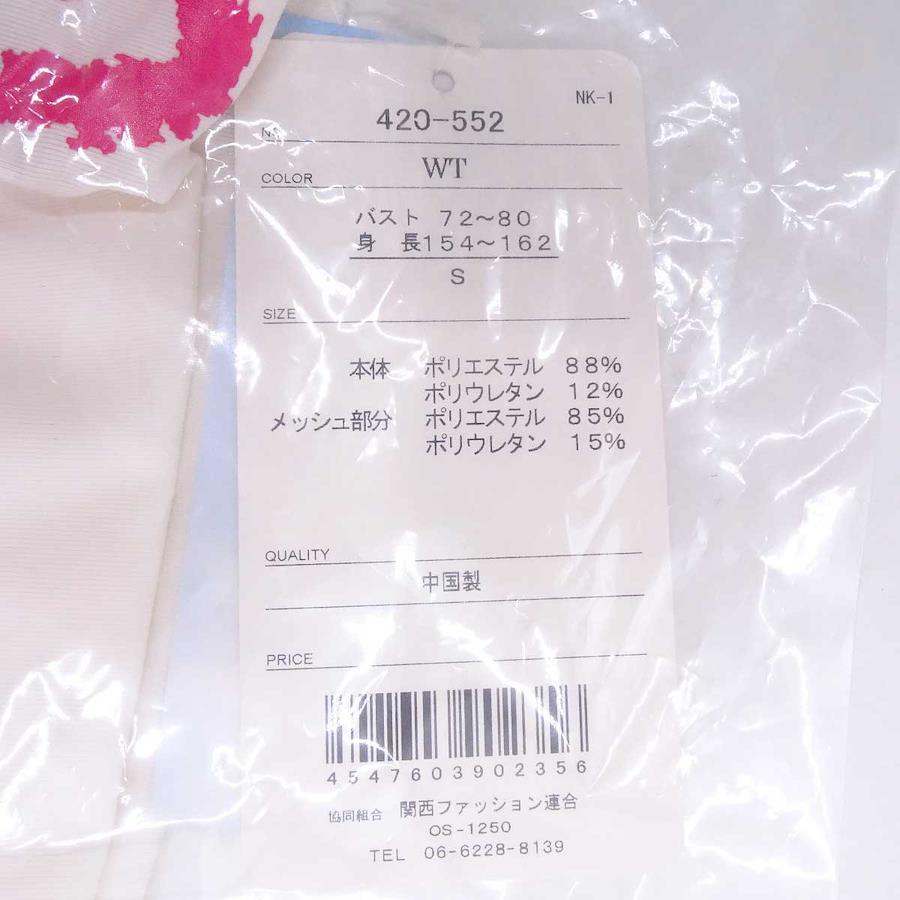 NK-1
420-552
COLOR WT
バスト 72～80
身 長154～162
S
SIZE
本体 ポリエステル 88%
ポリウレタン 12%
メッシュ部分 ポリエステル 85%
ポリウレタン 15%
QUALITY
中国製
PRICE
4547603902356
協同組合 関西ファッション連合
OS-1250
TEL 06-6228-8139